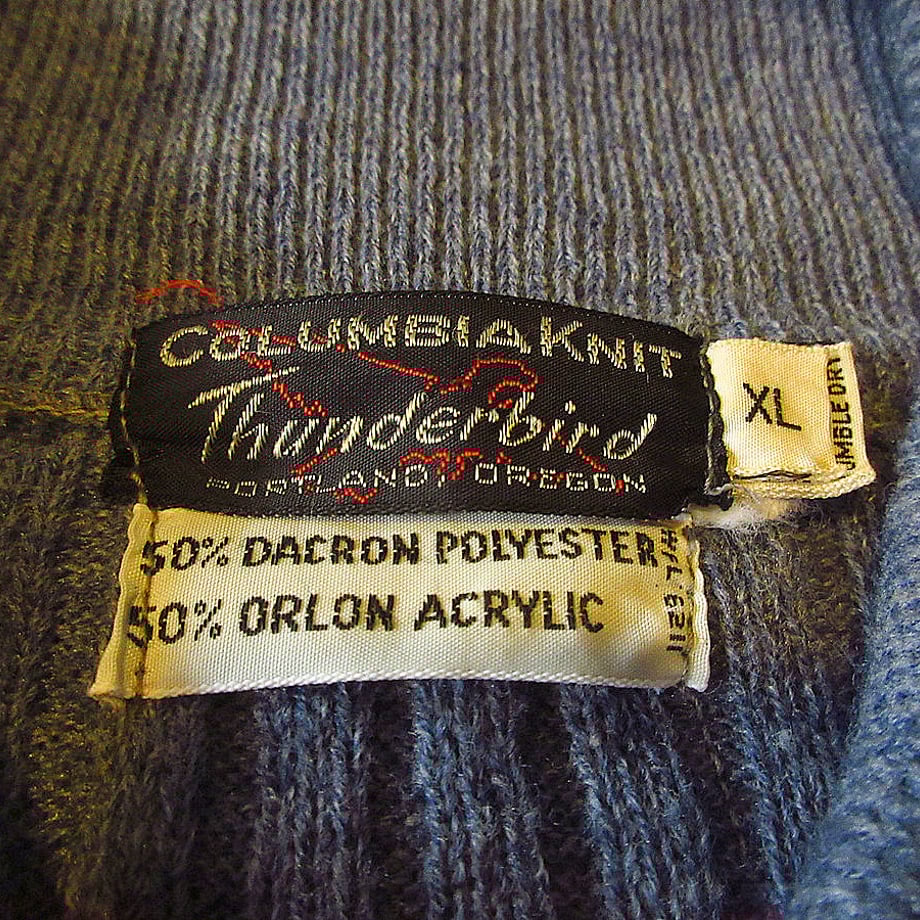 COLUMBIAKNIT
Thunderbird
PORTLAND, OREGON
XL
UMBLE DRY
50% DACRON POLYESTER
50% ORLON ACRYLIC